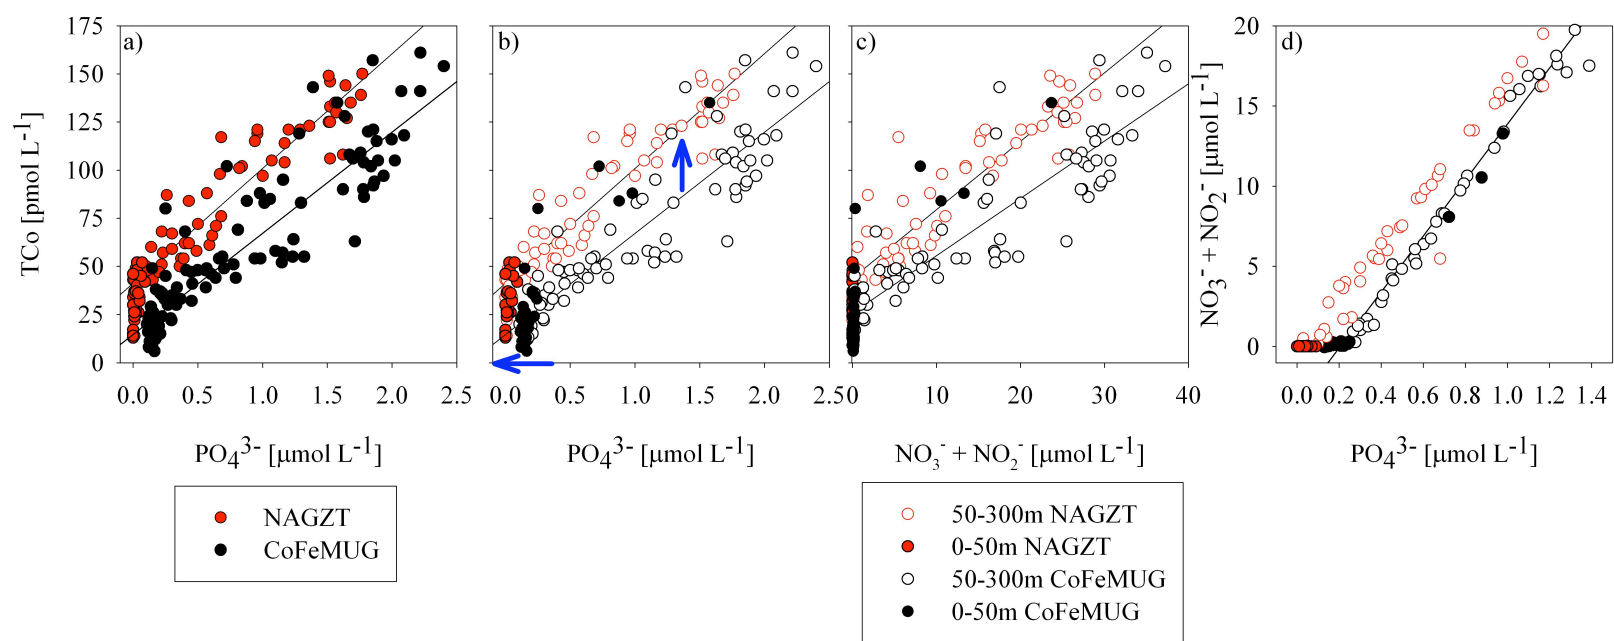 a)
b)
c)
d)
TCo [pmol L⁻¹]
175
150
125
100
75
50
25
0
0.0 0.5 1.0 1.5 2.0 2.5
PO₄³⁻ [µmol L⁻¹]
0.0 0.5 1.0 1.5 2.0 2.50
PO₄³⁻ [µmol L⁻¹]
10 20 30 40
NO₃⁻ + NO₂⁻ [µmol L⁻¹]
NO₃⁻ + NO₂⁻ [µmol L⁻¹]
20
15
10
5
0
0.0 0.2 0.4 0.6 0.8 1.0 1.2 1.4
PO₄³⁻ [µmol L⁻¹]
NAGZT
CoFeMUG
50-300m NAGZT
0-50m NAGZT
50-300m CoFeMUG
0-50m CoFeMUG